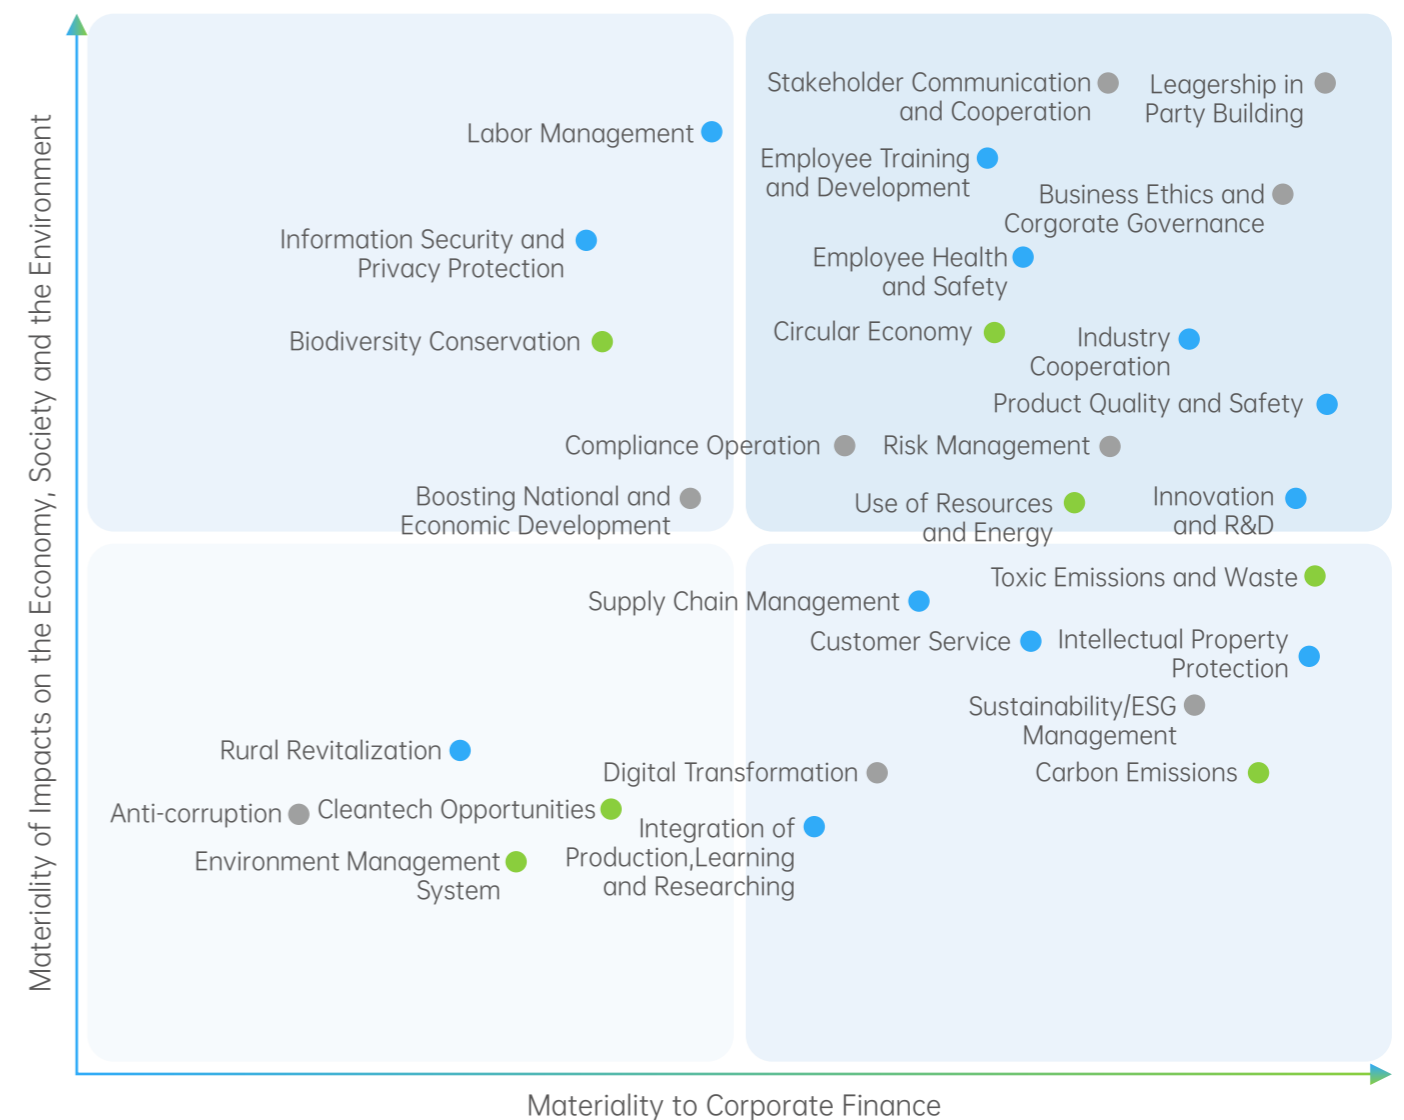 Materiality of Impacts on the Economy, Society and the Environment
Stakeholder Communication
and Cooperation
Leagership in
Party Building
Labor Management
Employee Training
and Development
Business Ethics and
Corgorate Governance
Information Security and
Privacy Protection
Employee Health
and Safety
Biodiversity Conservation
Circular Economy
Industry
Cooperation
Product Quality and Safety
Compliance Operation
Risk Management
Boosting National and
Economic Development
Use of Resources
and Energy
Innovation
and R&D
Toxic Emissions and Waste
Supply Chain Management
Customer Service
Intellectual Property
Protection
Sustainability/ESG
Management
Rural Revitalization
Digital Transformation
Carbon Emissions
Anti-corruption
Cleantech Opportunities
Integration of
Production,Learning
and Researching
Environment Management
System
Materiality to Corporate Finance